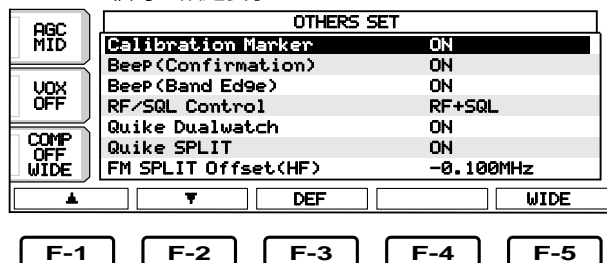 OTHERS SET
AGC
MID
Calibration Marker ON
Beep(Confirmation) ON
Beep(Band Edge) ON
VOX
OFF
RF/SQL Control RF+SQL
Quike Dualwatch ON
COMP
OFF
WIDE
Quike SPLIT ON
FM SPLIT Offset(HF) -0.100MHz
▲ ▼ DEF WIDE
F-1 F-2 F-3 F-4 F-5